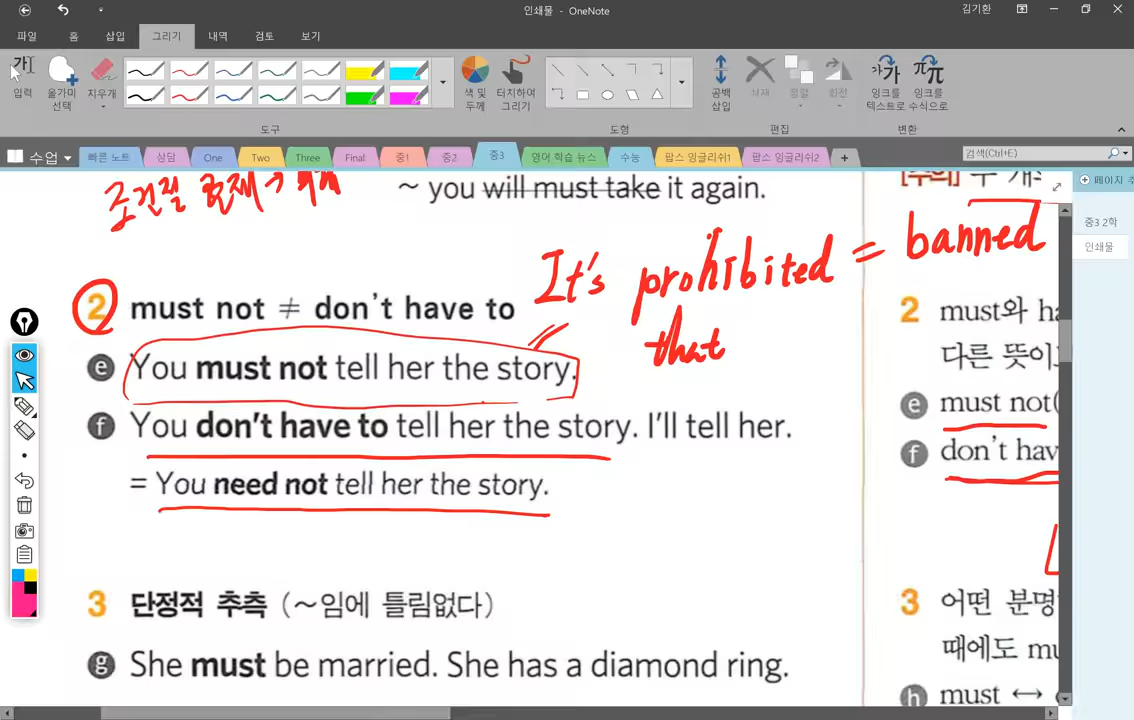 인쇄물 - OneNote
김기환
파일 홈 삽입 그리기 내역 검토 보기
입력
올가미 선택
지우개
색 및 두께
터치하여 그리기
공백 삽입
삭제
정렬
회전
잉크를 텍스트로
잉크를 수식으로
도구 도형 편집 변환
수업 빠른 노트 상담 One Two Three Final 중1 중2 중3 영어 학습 뉴스 수능 팝스 잉글리쉬1 팝스 잉글리쉬2 +
검색(Ctrl+E)
페이지 추
중3 2학
인쇄물
조건절 현재 →
~ you will must take it again.
[주의] 두 개
It's prohibited = banned
that
2 must not ≠ don't have to
e You must not tell her the story.
f You don't have to tell her the story. I'll tell her.
= You need not tell her the story.
3 단정적 추측 (~임에 틀림없다)
g She must be married. She has a diamond ring.
2 must와 ha
다른 뜻이
e must not(
f don't hav
3 어떤 분명
때에도 mu
h must ↔